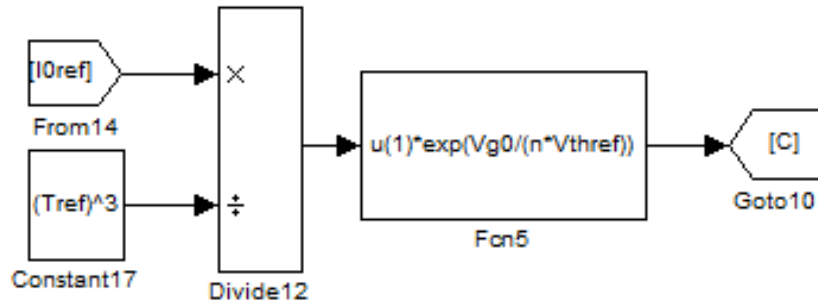 [I0ref]
From14
(Tref)^3
Constant17
×
÷
Divide12
u(1)*exp(Vg0/(n*Vthref))
Fcn5
[C]
Goto10